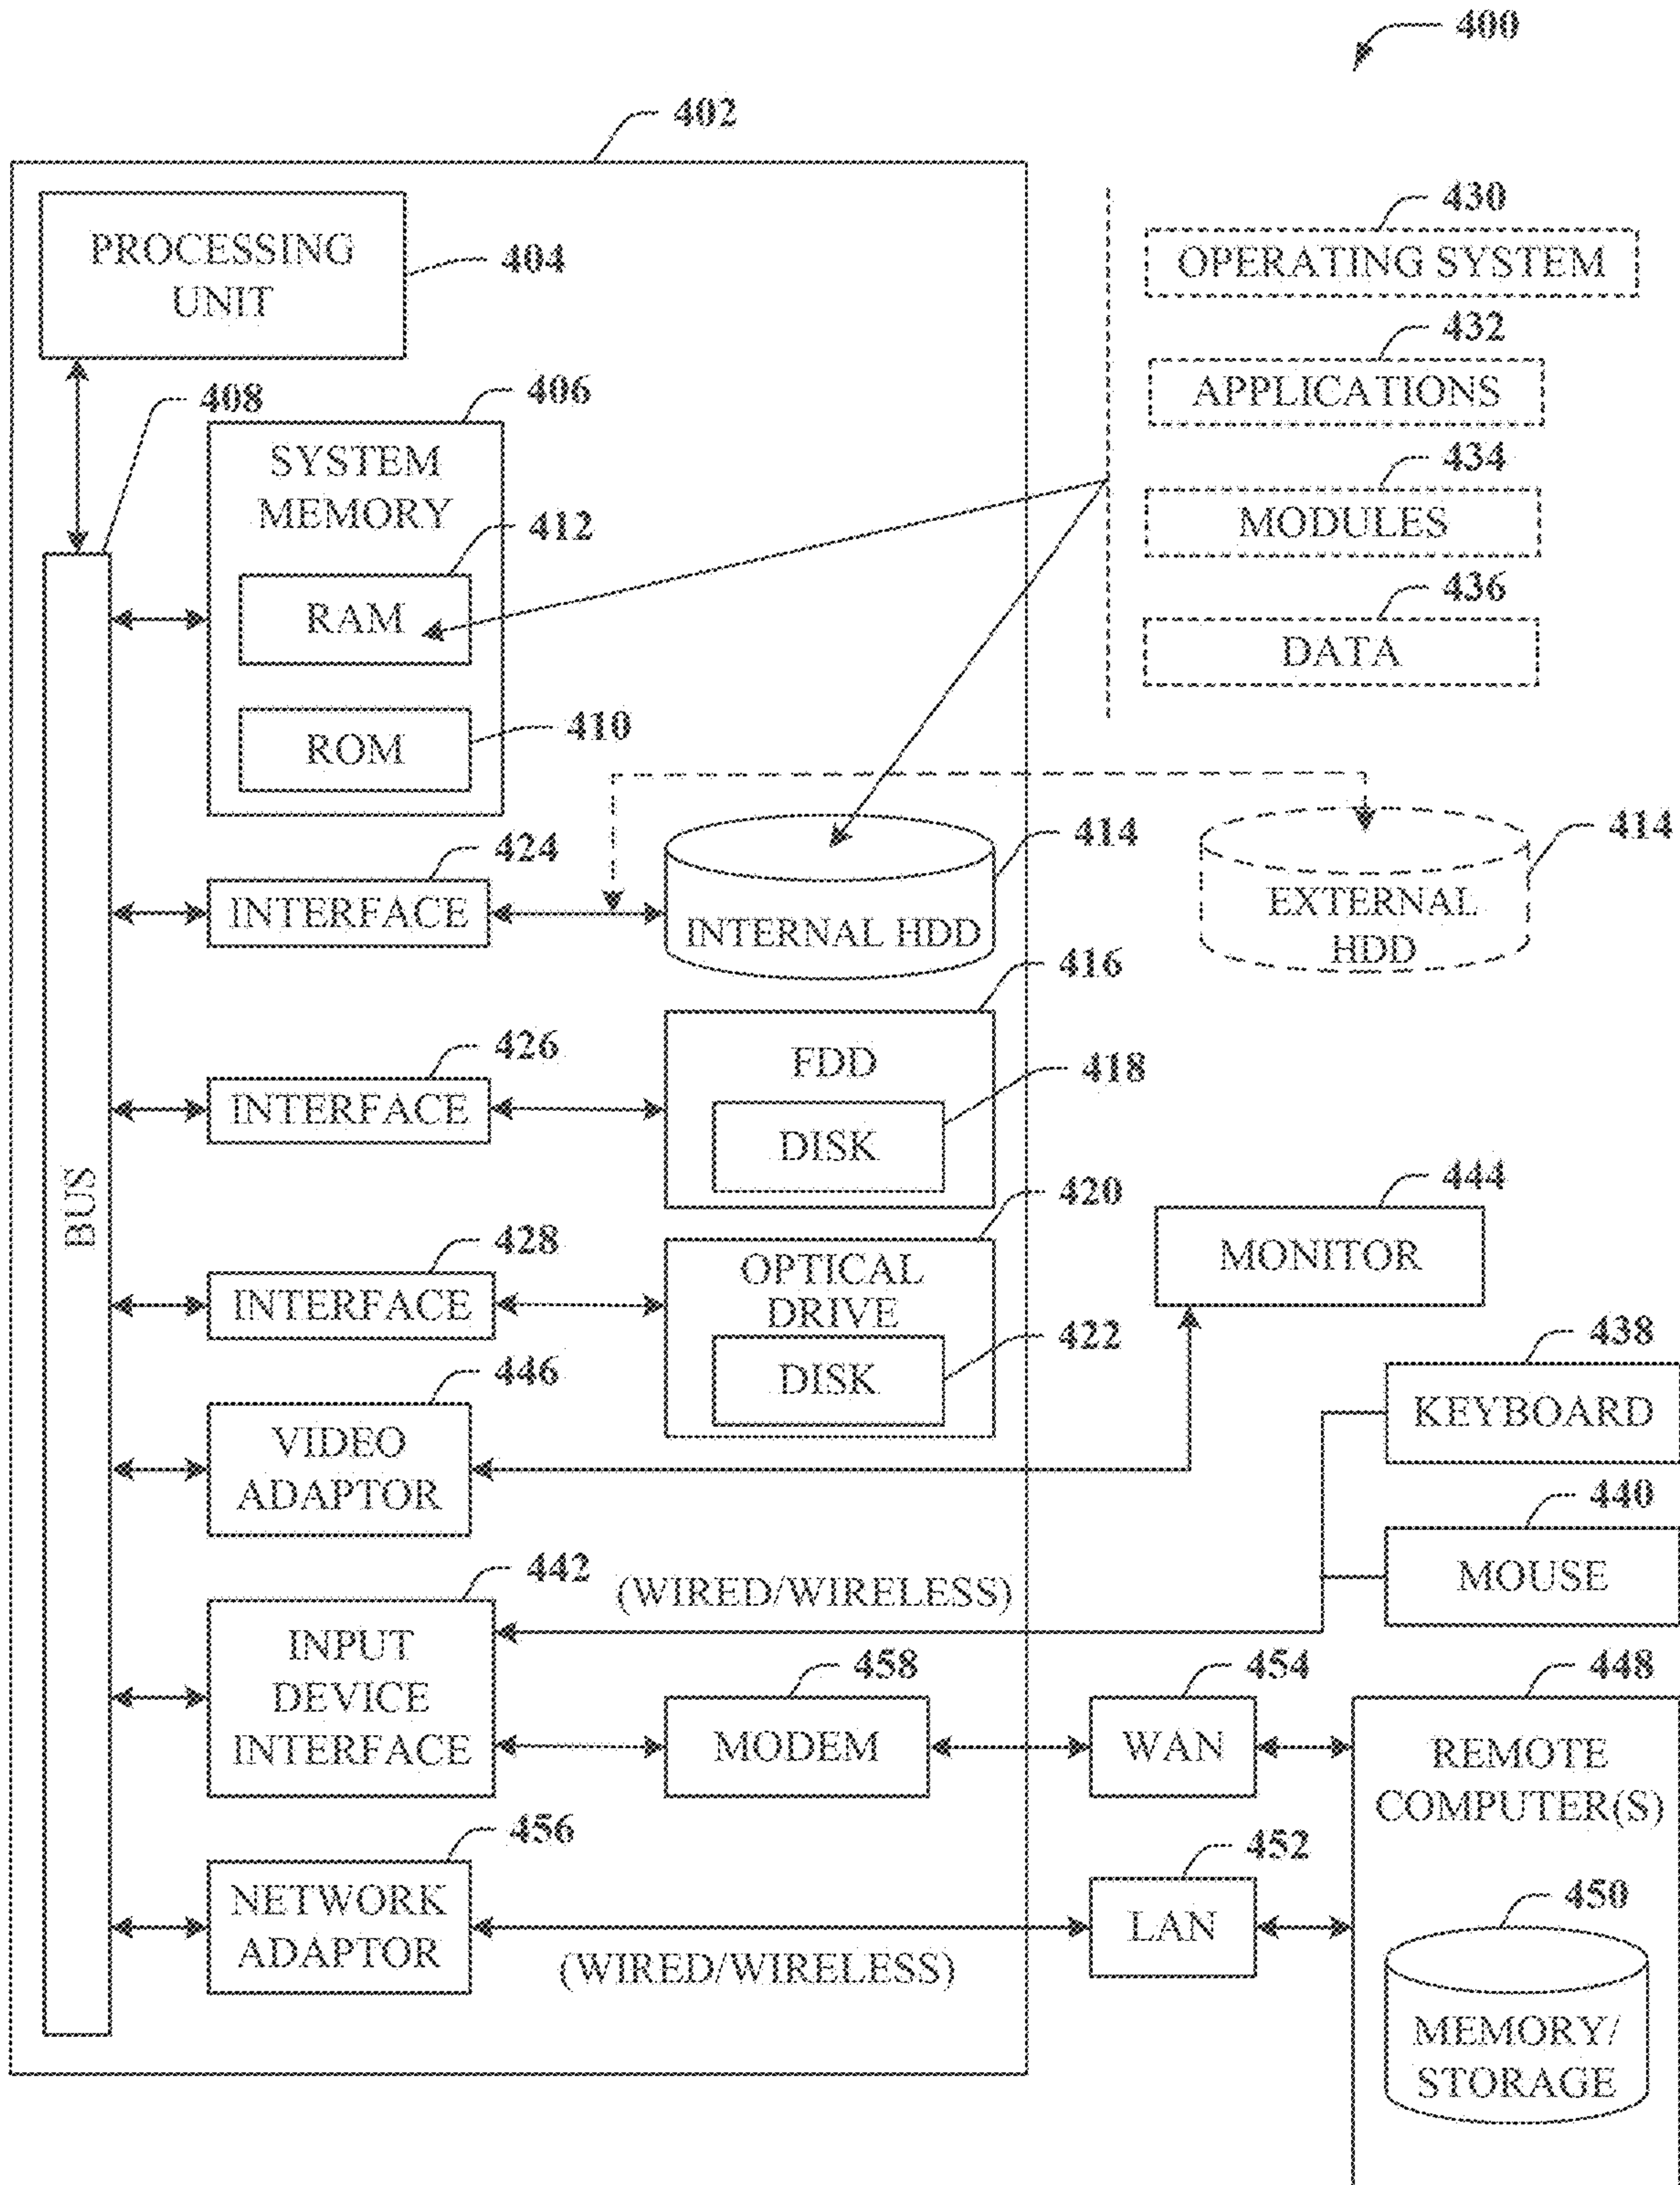 400
402
PROCESSING
UNIT
404
430
OPERATING SYSTEM
432
APPLICATIONS
434
MODULES
436
DATA
408
406
SYSTEM
MEMORY
412
RAM
410
ROM
424
INTERFACE
414
INTERNAL HDD
414
EXTERNAL
HDD
416
FDD
418
DISK
426
INTERFACE
BUS
420
OPTICAL
DRIVE
422
DISK
428
INTERFACE
444
MONITOR
446
VIDEO
ADAPTOR
438
KEYBOARD
440
MOUSE
442
INPUT
DEVICE
INTERFACE
(WIRED/WIRELESS)
458
MODEM
454
WAN
448
REMOTE
COMPUTER(S)
456
NETWORK
ADAPTOR
(WIRED/WIRELESS)
452
LAN
450
MEMORY/
STORAGE